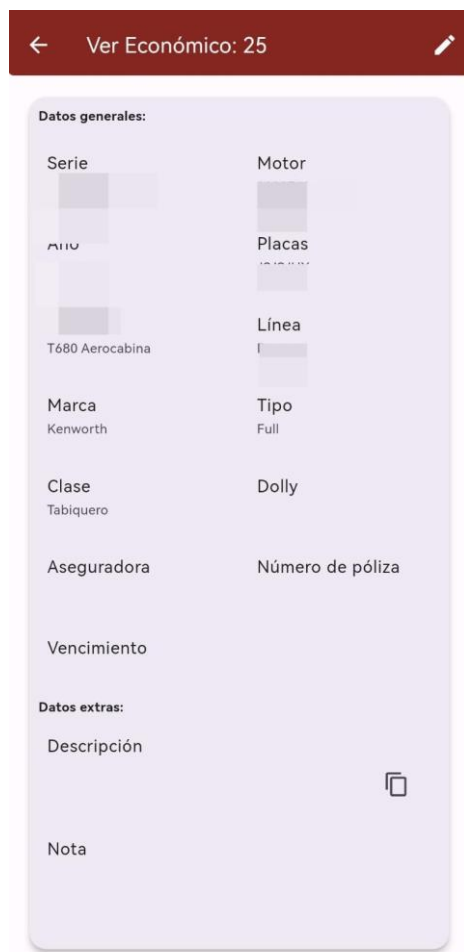 Ver Económico: 25
Datos generales:
Serie
Motor
Año
Placas
Línea
T680 Aerocabina
Marca
Tipo
Kenworth
Full
Clase
Dolly
Tabiquero
Aseguradora
Número de póliza
Vencimiento
Datos extras:
Descripción
Nota